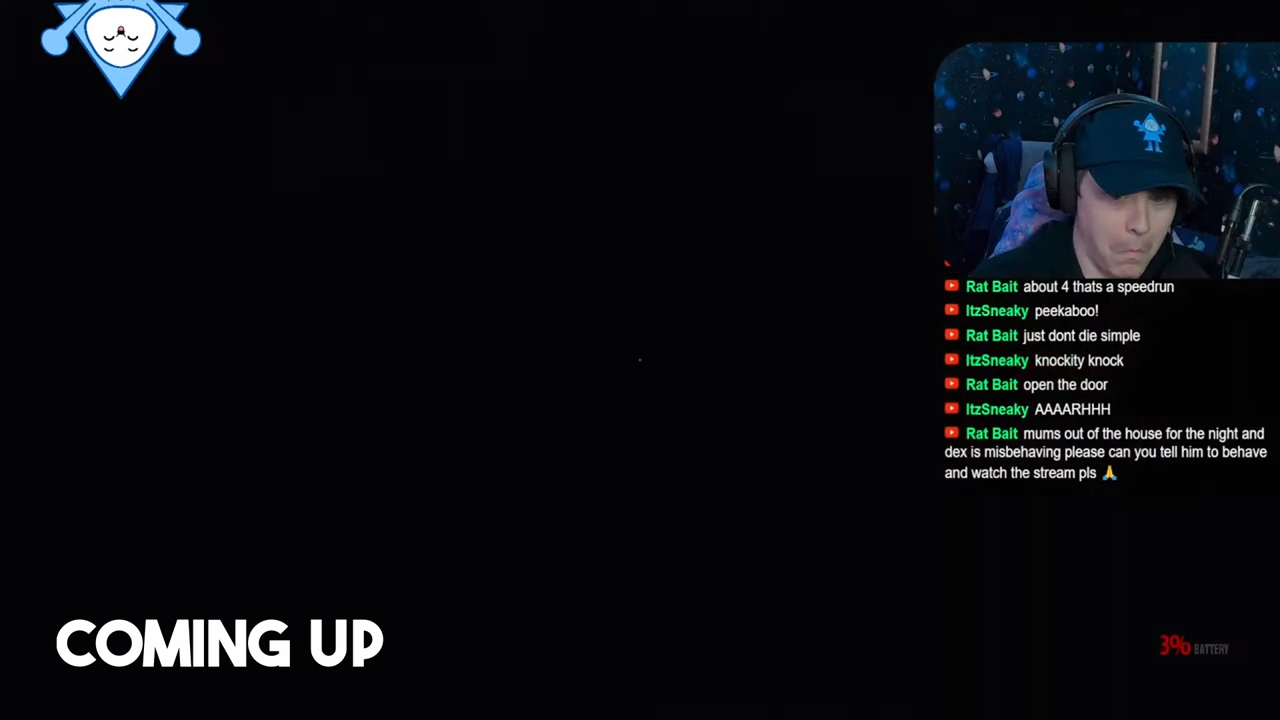 Rat Bait about 4 thats a speedrun
ItzSneaky peekaboo!
Rat Bait just dont die simple
ItzSneaky knockity knock
Rat Bait open the door
ItzSneaky AAAARHHH
Rat Bait mums out of the house for the night and
dex is misbehaving please can you tell him to behave
and watch the stream pls 🙏
COMING UP
3% BATTERY